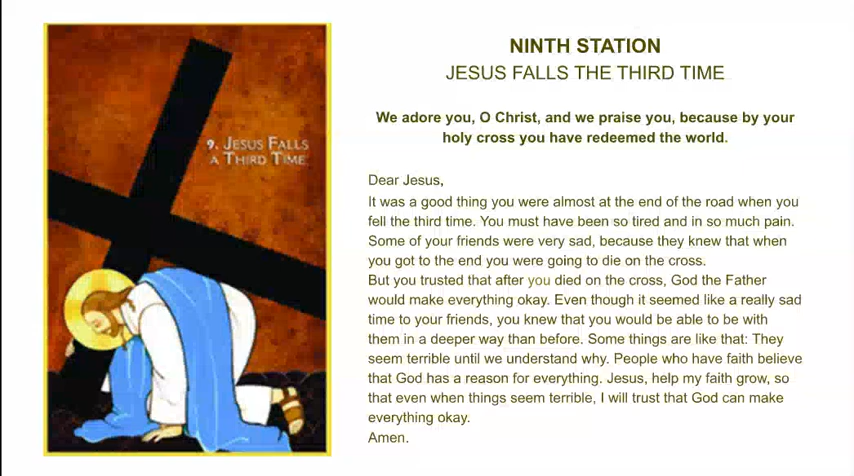 9. JESUS FALLS
A THIRD TIME
NINTH STATION
JESUS FALLS THE THIRD TIME
We adore you, O Christ, and we praise you, because by your
holy cross you have redeemed the world.
Dear Jesus,
It was a good thing you were almost at the end of the road when you
fell the third time. You must have been so tired and in so much pain.
Some of your friends were very sad, because they knew that when
you got to the end you were going to die on the cross.
But you trusted that after you died on the cross, God the Father
would make everything okay. Even though it seemed like a really sad
time to your friends, you knew that you would be able to be with
them in a deeper way than before. Some things are like that: They
seem terrible until we understand why. People who have faith believe
that God has a reason for everything. Jesus, help my faith grow, so
that even when things seem terrible, I will trust that God can make
everything okay.
Amen.